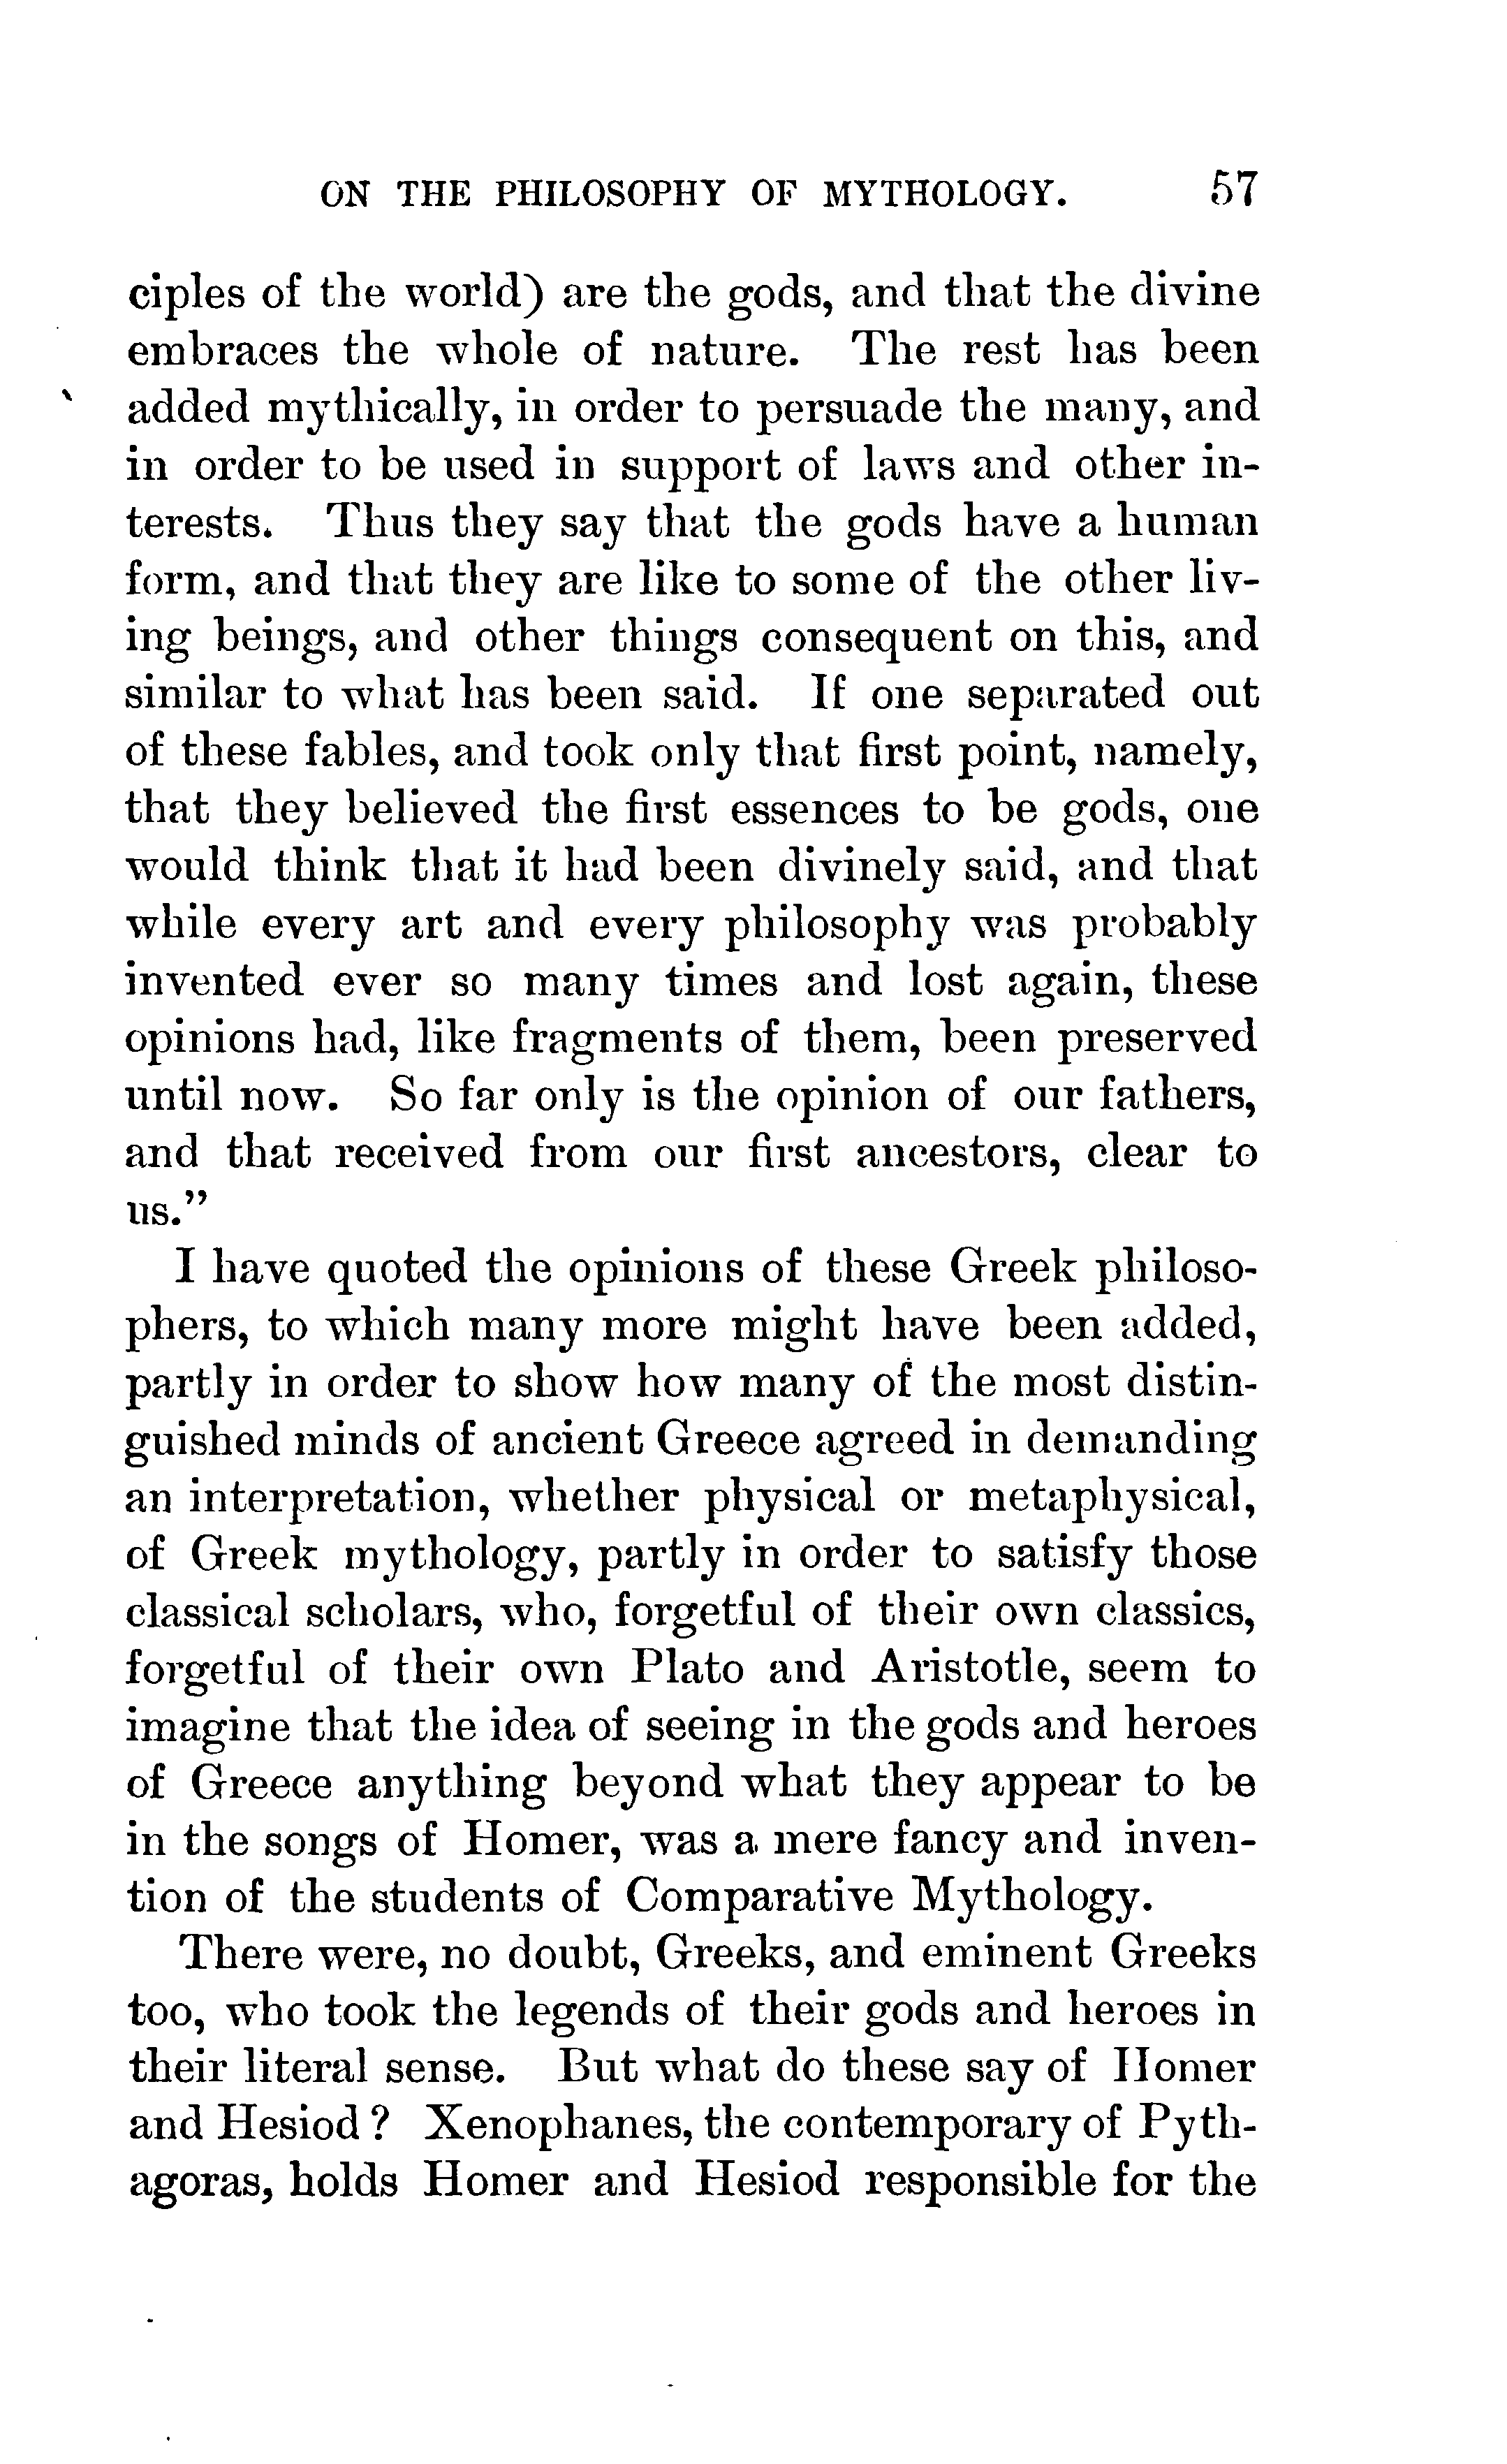 ON THE PHILOSOPHY OF MYTHOLOGY. 57
ciples of the world) are the gods, and that the divine
embraces the whole of nature. The rest has been
added mythically, in order to persuade the many, and
in order to be used in support of laws and other in-
terests. Thus they say that the gods have a human
form, and that they are like to some of the other liv-
ing beings, and other things consequent on this, and
similar to what has been said. If one separated out
of these fables, and took only that first point, namely,
that they believed the first essences to be gods, one
would think that it had been divinely said, and that
while every art and every philosophy was probably
invented ever so many times and lost again, these
opinions had, like fragments of them, been preserved
until now. So far only is the opinion of our fathers,
and that received from our first ancestors, clear to
us.”
I have quoted the opinions of these Greek philoso-
phers, to which many more might have been added,
partly in order to show how many of the most distin-
guished minds of ancient Greece agreed in demanding
an interpretation, whether physical or metaphysical,
of Greek mythology, partly in order to satisfy those
classical scholars, who, forgetful of their own classics,
forgetful of their own Plato and Aristotle, seem to
imagine that the idea of seeing in the gods and heroes
of Greece anything beyond what they appear to be
in the songs of Homer, was a mere fancy and inven-
tion of the students of Comparative Mythology.
There were, no doubt, Greeks, and eminent Greeks
too, who took the legends of their gods and heroes in
their literal sense. But what do these say of Homer
and Hesiod? Xenophanes, the contemporary of Pyth-
agoras, holds Homer and Hesiod responsible for the